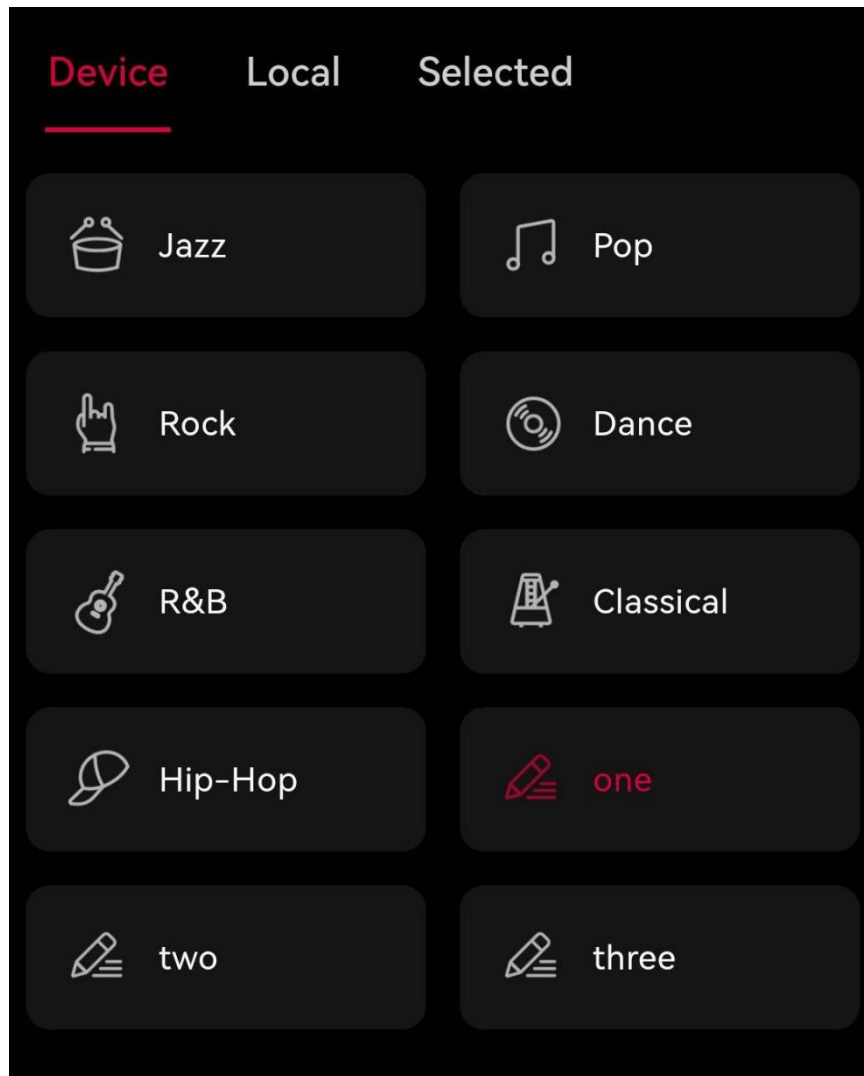 Device Local Selected
Jazz Pop
Rock Dance
R&B Classical
Hip-Hop one
two three